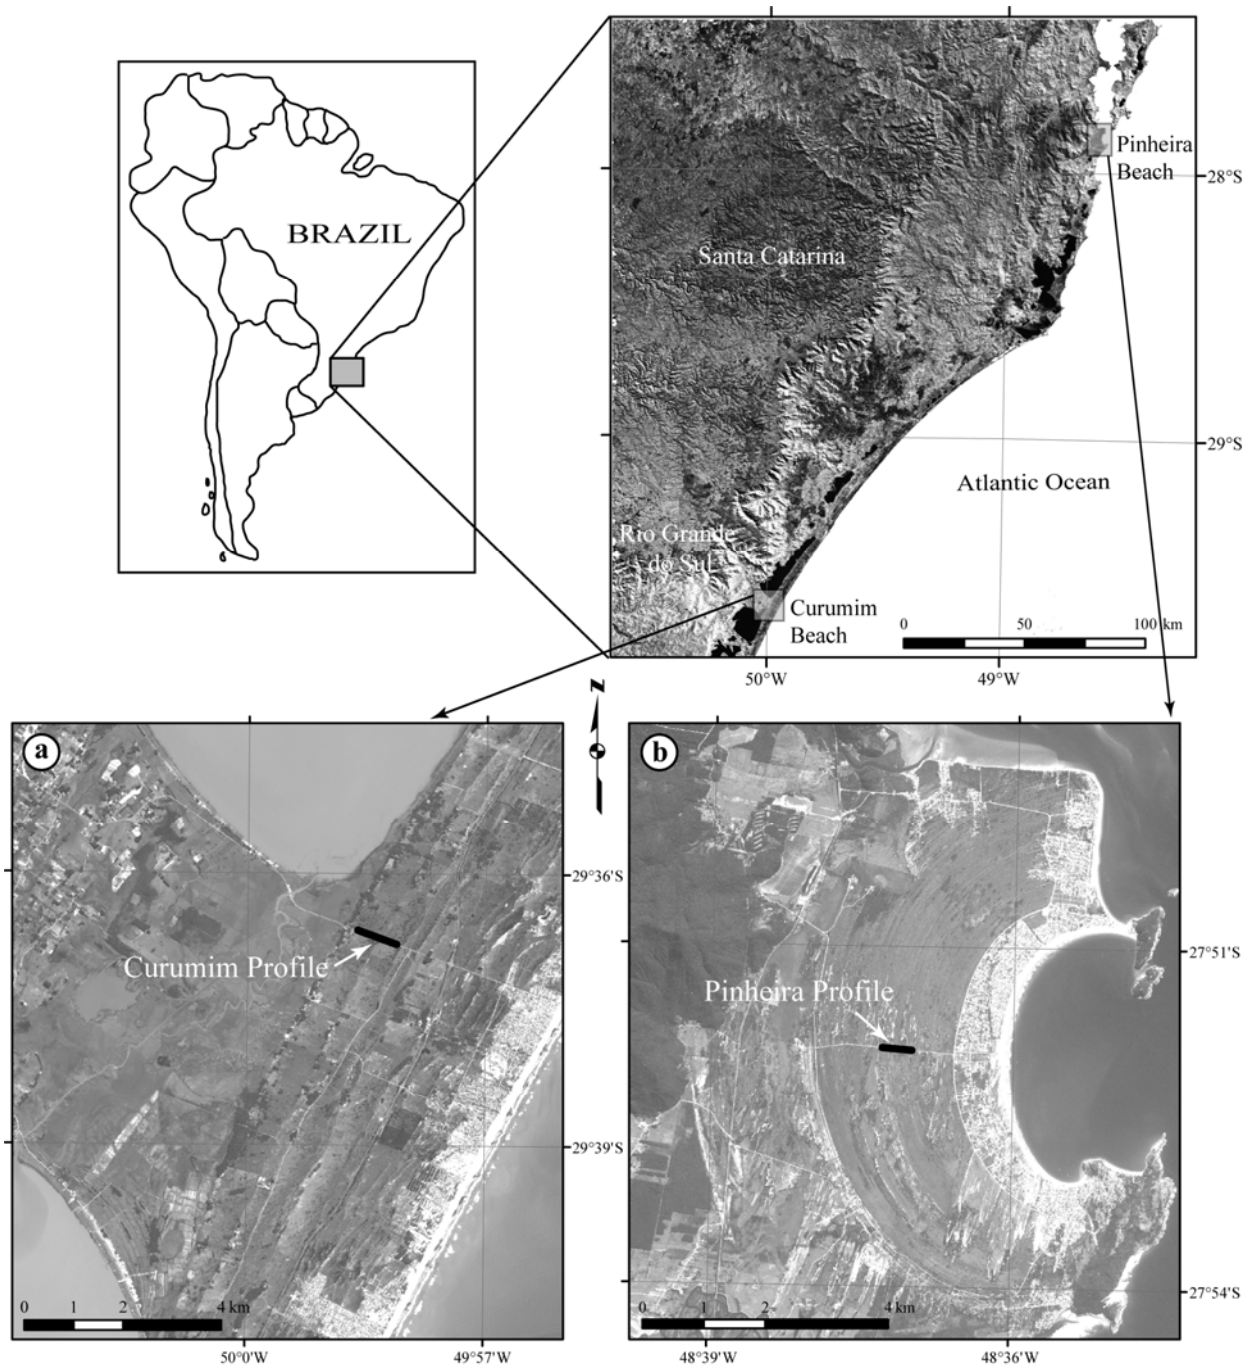 BRAZIL
Pinheira
Beach
28°S
Santa Catarina
29°S
Atlantic Ocean
Rio Grande
do Sul
Curumim
Beach
0 50 100 km
50°W 49°W
N
a
29°36'S
Curumim Profile
29°39'S
0 1 2 4 km
50°0'W 49°57'W
b
27°51'S
Pinheira Profile
27°54'S
0 1 2 4 km
48°39'W 48°36'W